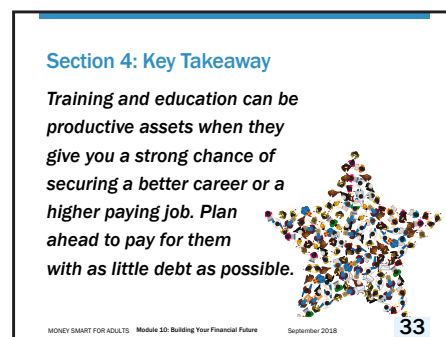 Section 4: Key Takeaway
Training and education can be
productive assets when they
give you a strong chance of
securing a better career or a
higher paying job. Plan
ahead to pay for them
with as little debt as possible.
MONEY SMART FOR ADULTS Module 10: Building Your Financial Future September 2018 33